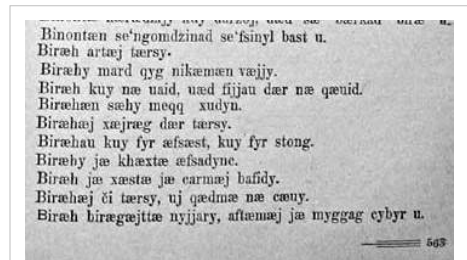 Binontæn se'ngomdzinad se'fsinyl bast u.
Biræh artæj tærsy.
Biræhy mard qyg nikæmæn væjjy.
Biræh kuy næ uaid, uæd fijjau dær næ qæuid.
Biræhæn sæhy meqq xudyn.
Biræhæj xæjræg dær tærsy.
Biræhau kuy fyr æfsæst, kuy fyr stong.
Biræhy jæ khæxtæ æfsadync.
Biræh jæ xæstæ jæ carmæj bafidy.
Biræhæj či tærsy, uj qædmæ næ cæuy.
Biræh birægæjttæ nyjjary, aftæmæj jæ myggag cybyr u.
563